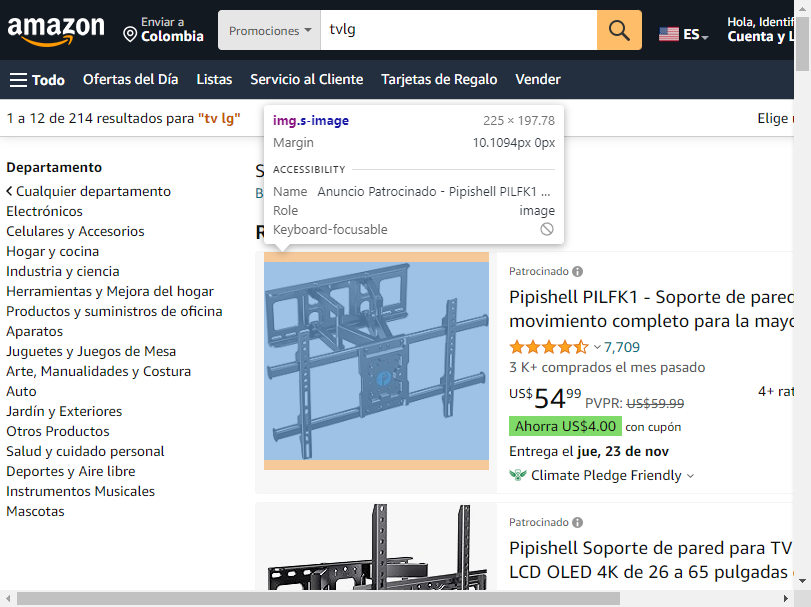 amazon
Enviar a
Colombia
Promociones
tvlg
ES
Hola, Identif
Cuenta y L
Todo
Ofertas del Día
Listas
Servicio al Cliente
Tarjetas de Regalo
Vender
1 a 12 de 214 resultados para "tv lg"
Elige
img.s-image
225 × 197.78
Margin
10.1094px 0px
ACCESSIBILITY
Name
Anuncio Patrocinado - Pipishell PILFK1 ...
Role
image
Keyboard-focusable
Departamento
Cualquier departamento
Electrónicos
Celulares y Accesorios
Hogar y cocina
Industria y ciencia
Herramientas y Mejora del hogar
Productos y suministros de oficina
Aparatos
Juguetes y Juegos de Mesa
Arte, Manualidades y Costura
Auto
Jardín y Exteriores
Otros Productos
Salud y cuidado personal
Deportes y Aire libre
Instrumentos Musicales
Mascotas
Patrocinado
Pipishell PILFK1 - Soporte de pared
movimiento completo para la mayo
7,709
3 K+ comprados el mes pasado
US$5499 PVPR: US$59.99
4+ rat
Ahorra US$4.00 con cupón
Entrega el jue, 23 de nov
Climate Pledge Friendly
Patrocinado
Pipishell Soporte de pared para TV
LCD OLED 4K de 26 a 65 pulgadas